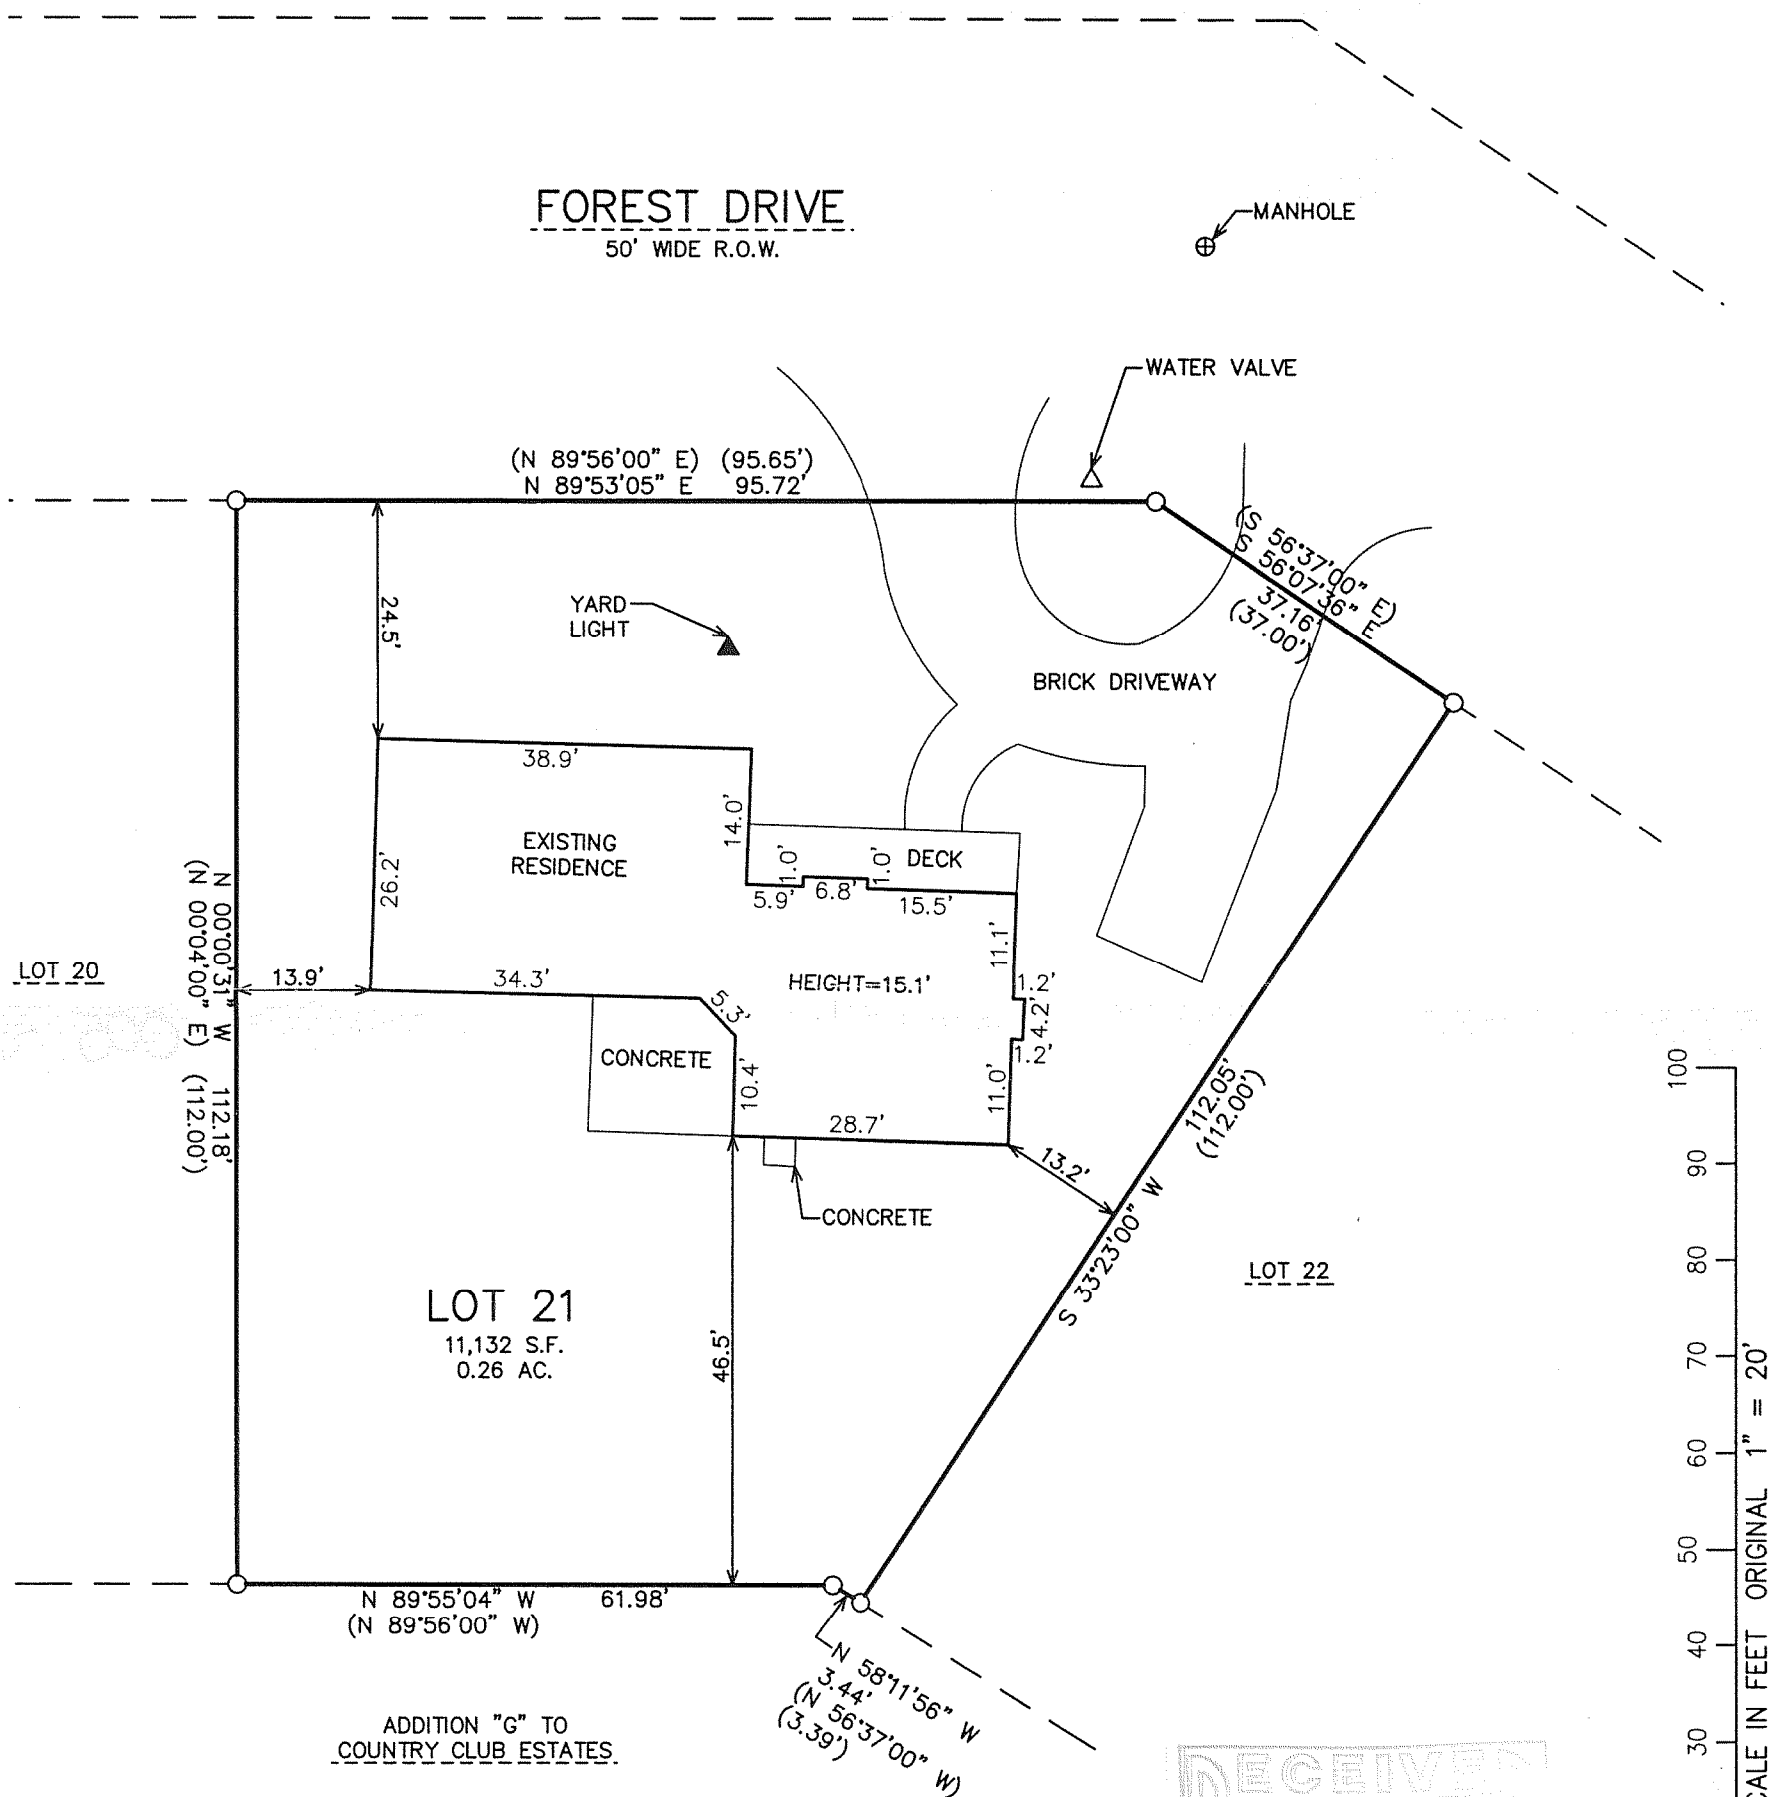 FOREST DRIVE
50' WIDE R.O.W.
MANHOLE
WATER VALVE
(N 89°56'00" E) (95.65')
N 89°53'05" E 95.72'
(S 56°37'00" E)
S 56°07'36" E
37.16'
(37.00')
24.5'
YARD
LIGHT
BRICK DRIVEWAY
38.9'
14.0'
EXISTING
RESIDENCE
26.2'
1.0'
1.0'
DECK
5.9'
6.8'
15.5'
N 00°00'31" W 112.18'
(N 00°04'00" E) (112.00')
LOT 20
13.9'
34.3'
5.3'
HEIGHT=15.1'
11.1'
1.2'
4.2'
1.2'
11.0'
CONCRETE
10.4'
28.7'
13.2'
CONCRETE
112.05'
(112.00')
S 33°23'00" W
LOT 22
LOT 21
11,132 S.F.
0.26 AC.
46.5'
N 89°55'04" W 61.98'
(N 89°56'00" W)
N 58°11'56" W
3.44'
(N 56°37'00" W)
(3.39')
ADDITION "G" TO
COUNTRY CLUB ESTATES
100
90
80
70
60
50
40
30
CALE IN FEET ORIGINAL 1" = 20'